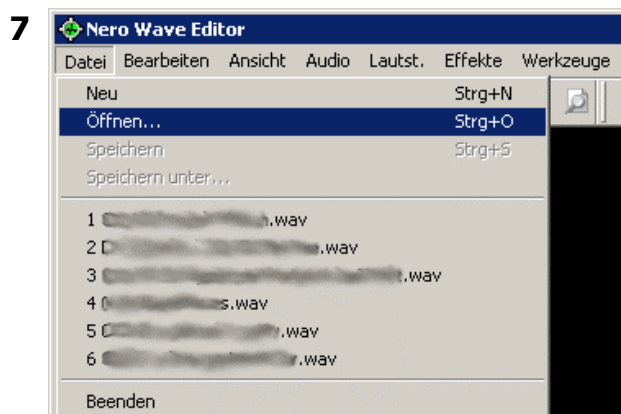 7
Nero Wave Editor
Datei Bearbeiten Ansicht Audio Lautst. Effekte Werkzeuge
Neu Strg+N
Öffnen... Strg+O
Speichern Strg+S
Speichern unter...
1 .wav
2 .wav
3 .wav
4 s.wav
5 .wav
6 .wav
Beenden